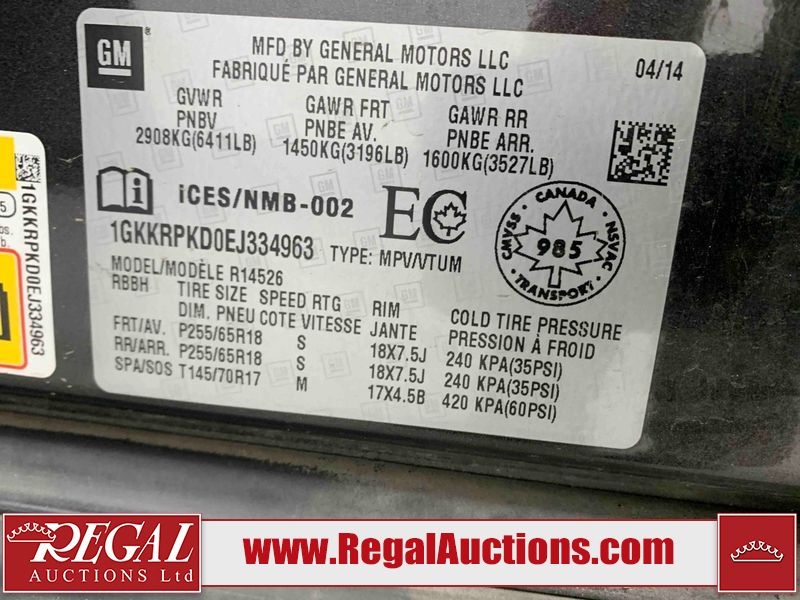 GM
MFD BY GENERAL MOTORS LLC
FABRIQUÉ PAR GENERAL MOTORS LLC
04/14
GVWR
PNBV
2908KG(6411LB)
GAWR FRT
PNBE AV.
1450KG(3196LB)
GAWR RR
PNBE ARR.
1600KG(3527LB)
iCES/NMB-002
EC
1GKKRPKD0EJ334963
TYPE: MPV/VTUM
CANADA
CMVSS
NSVAC
985
TRANSPORT
MODEL/MODÈLE R14526
RBBH TIRE SIZE SPEED RTG RIM COLD TIRE PRESSURE
DIM. PNEU COTE VITESSE JANTE PRESSION À FROID
FRT/AV. P255/65R18 S 18X7.5J 240 KPA(35PSI)
RR/ARR. P255/65R18 S 18X7.5J 240 KPA(35PSI)
SPA/SOS T145/70R17 M 17X4.5B 420 KPA(60PSI)
1GKKRPKD0EJ334963
REGAL
AUCTIONS Ltd
www.RegalAuctions.com